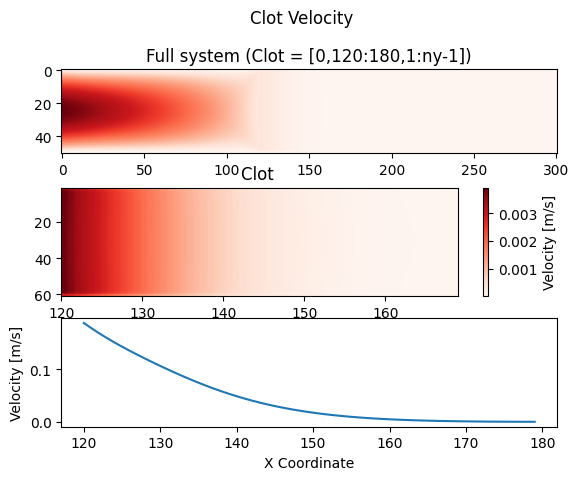 Clot Velocity
Full system (Clot = [0,120:180,1:ny-1])
0
20
40
0 50 100 150 200 250 300
Clot
20
40
60
120 130 140 150 160
0.003
0.002
0.001
Velocity [m/s]
Velocity [m/s]
0.1
0.0
120 130 140 150 160 170 180
X Coordinate